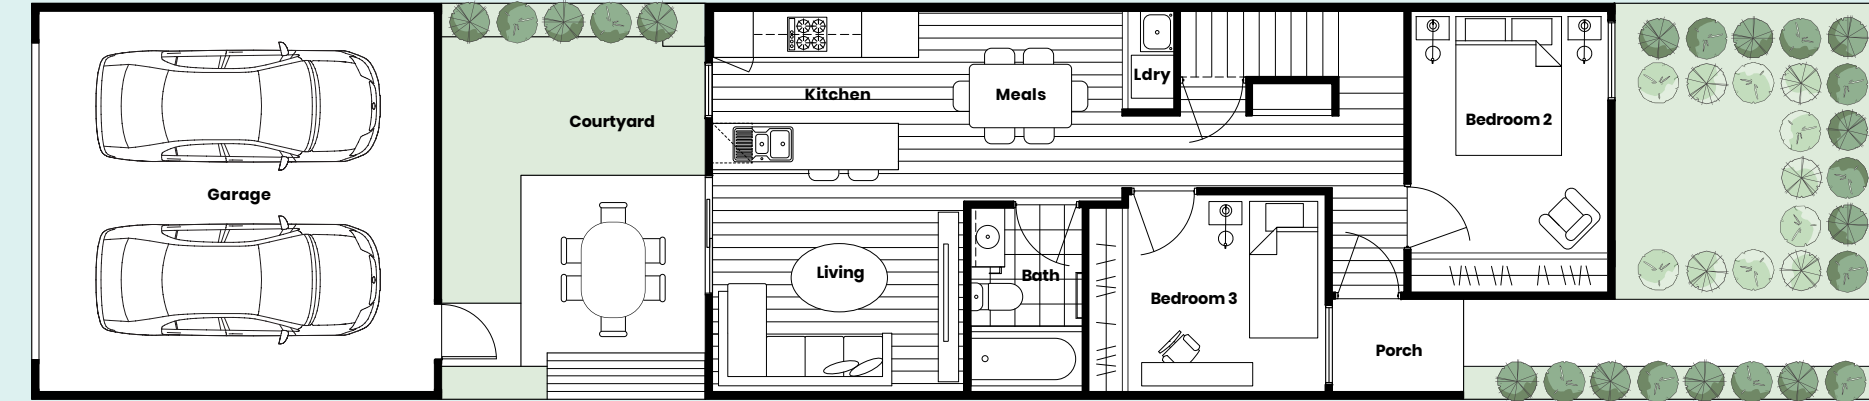 Garage
Courtyard
Kitchen
Meals
Ldry
Bedroom 2
Living
Bath
Bedroom 3
Porch